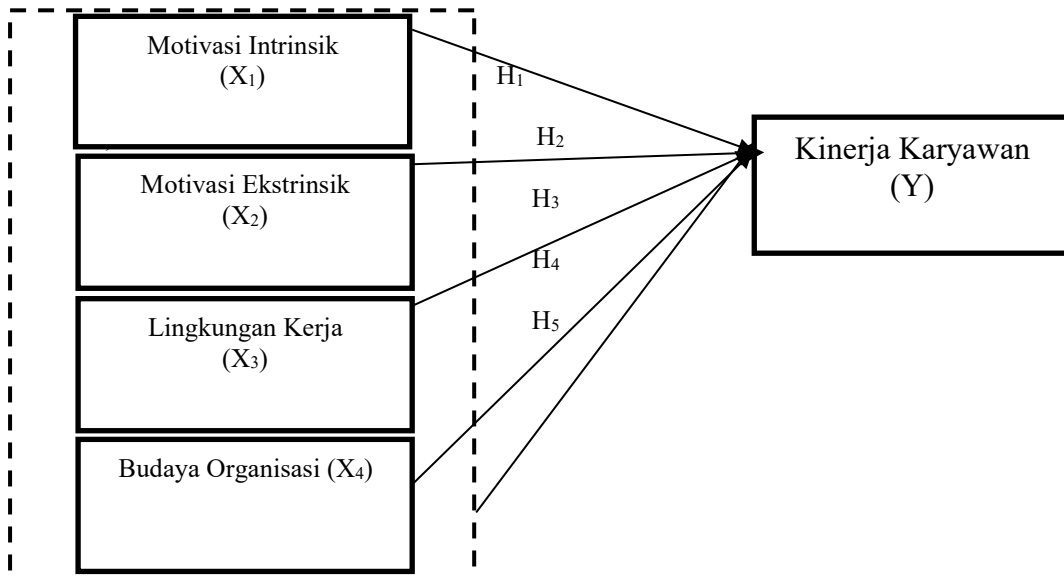 Motivasi Intrinsik
(X₁)
H₁
Motivasi Ekstrinsik
(X₂)
H₂
H₃
Lingkungan Kerja
(X₃)
H₄
H₅
Budaya Organisasi (X₄)
Kinerja Karyawan
(Y)